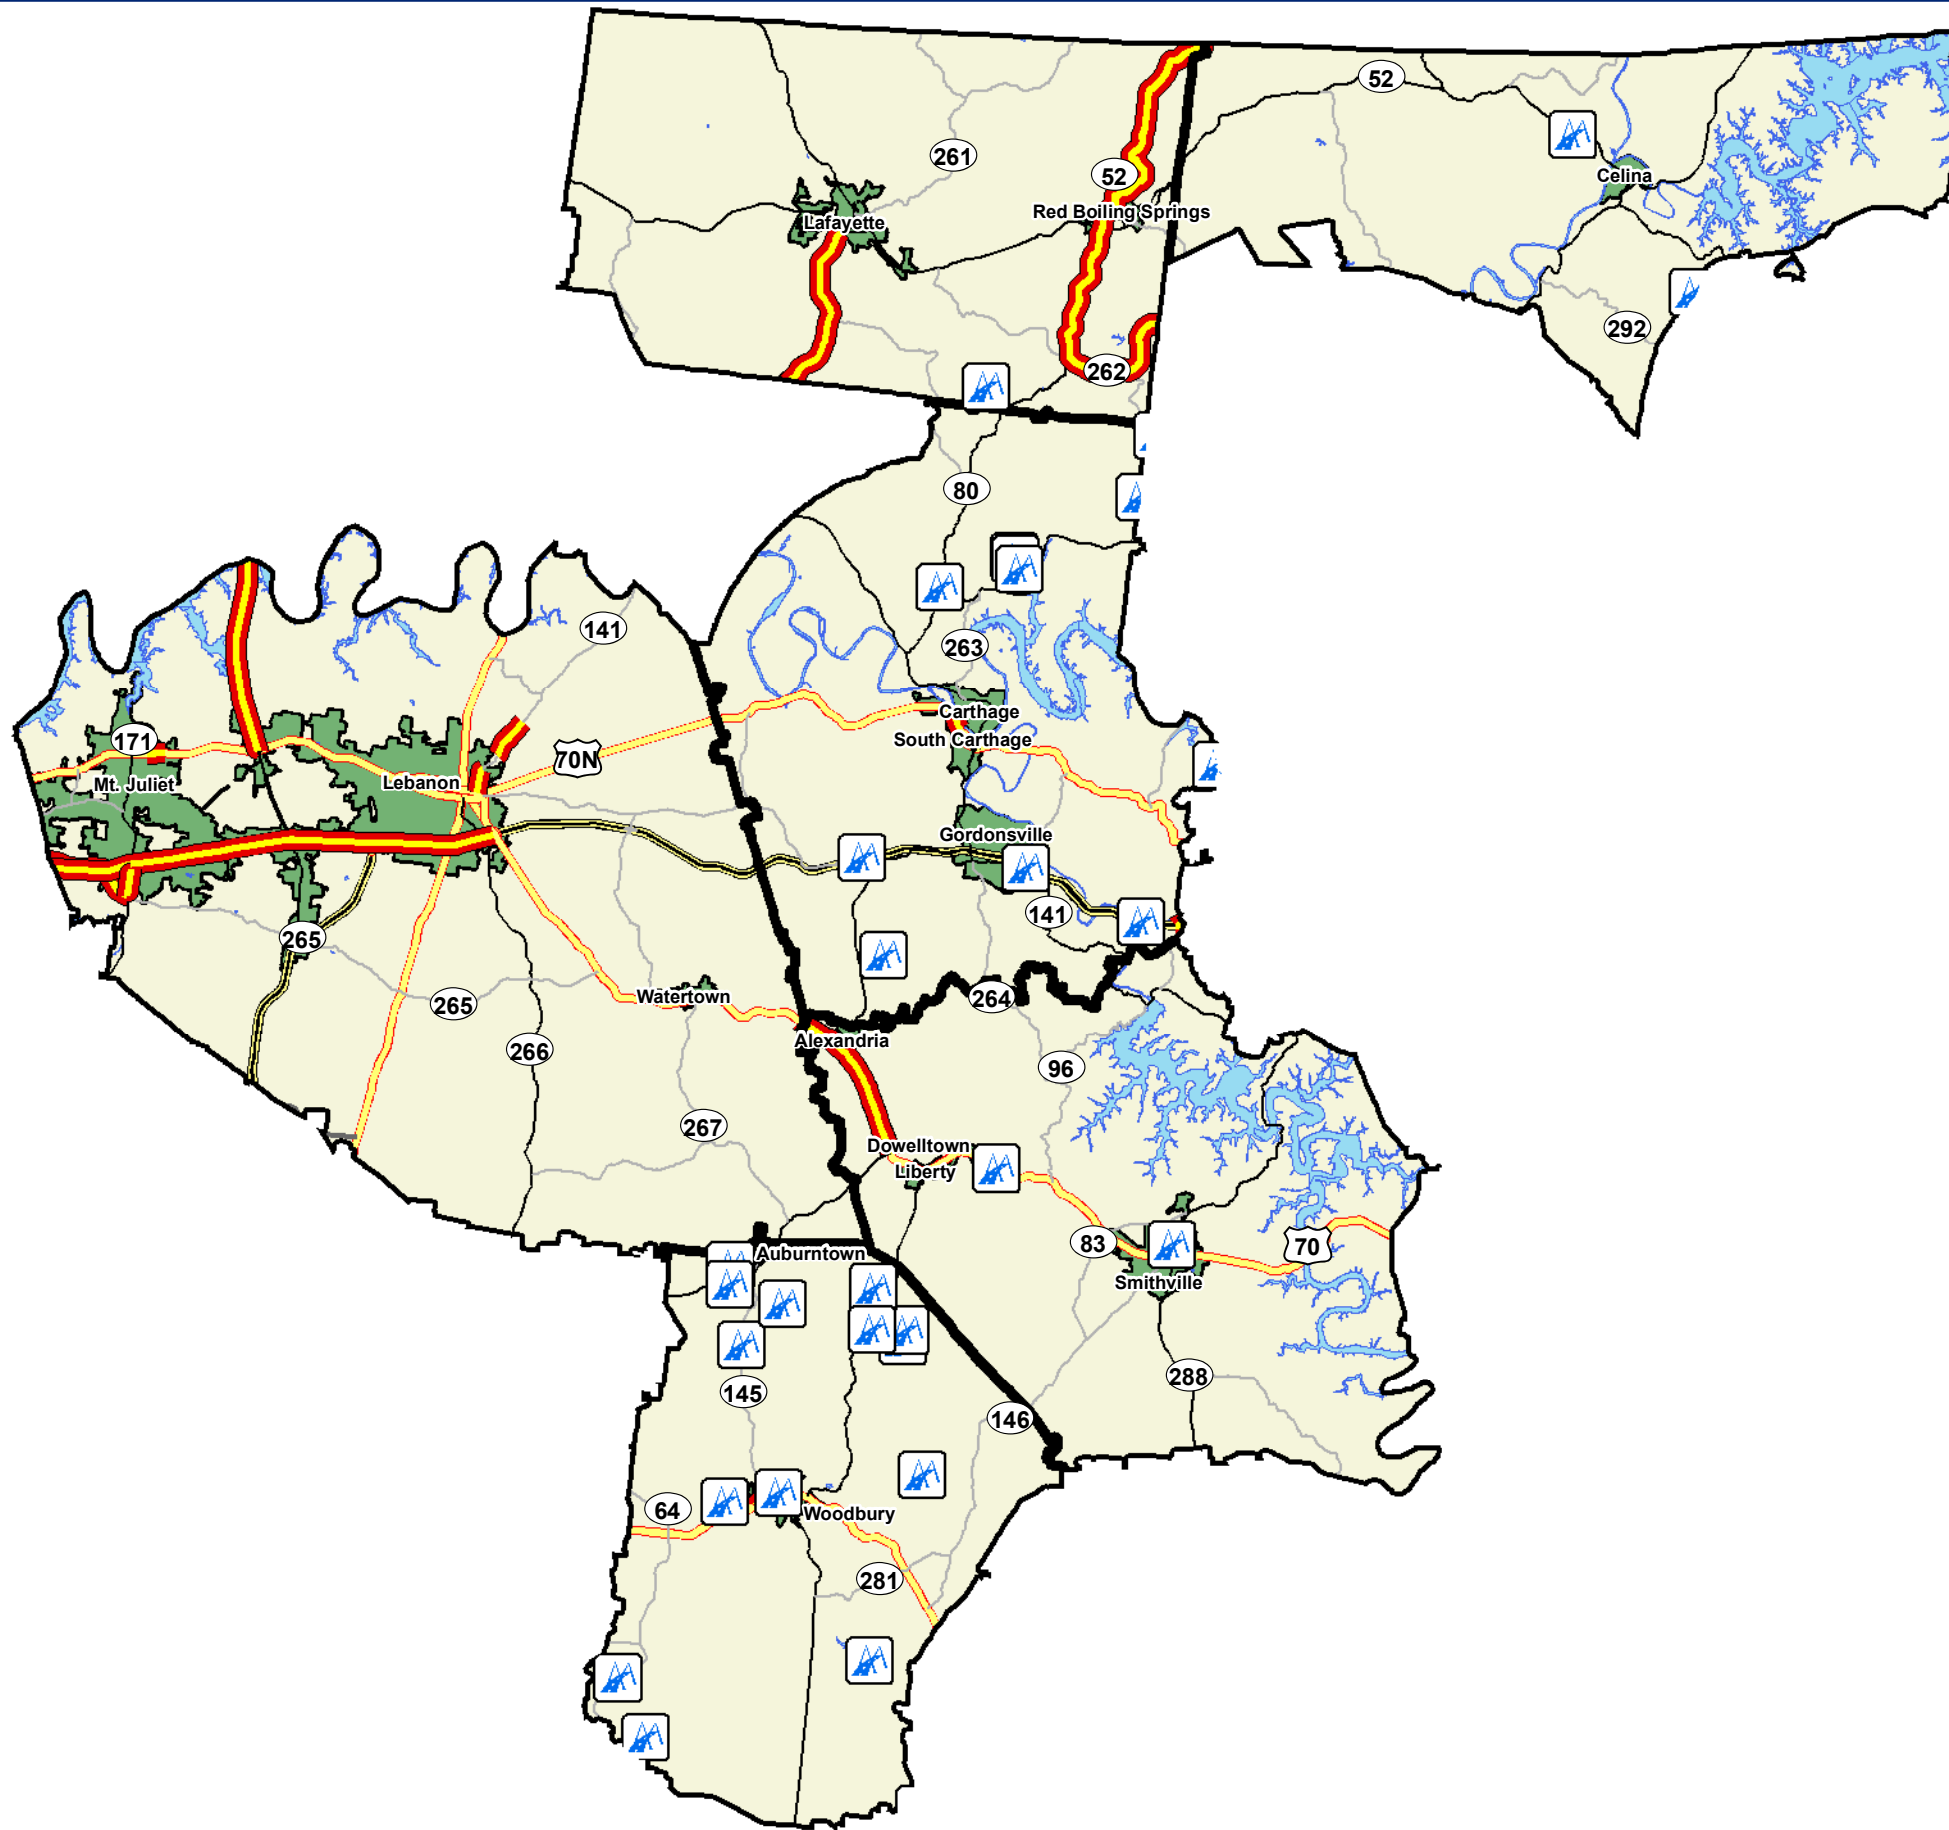 52
261
52
Celina
Red Boiling Springs
Lafayette
292
262
80
141
263
Carthage
171
South Carthage
70N
Mt. Juliet
Lebanon
Gordonsville
141
265
264
Watertown
265
Alexandria
266
96
267
Dowelltown
Liberty
83
70
Auburntown
Smithville
288
145
146
64
Woodbury
281